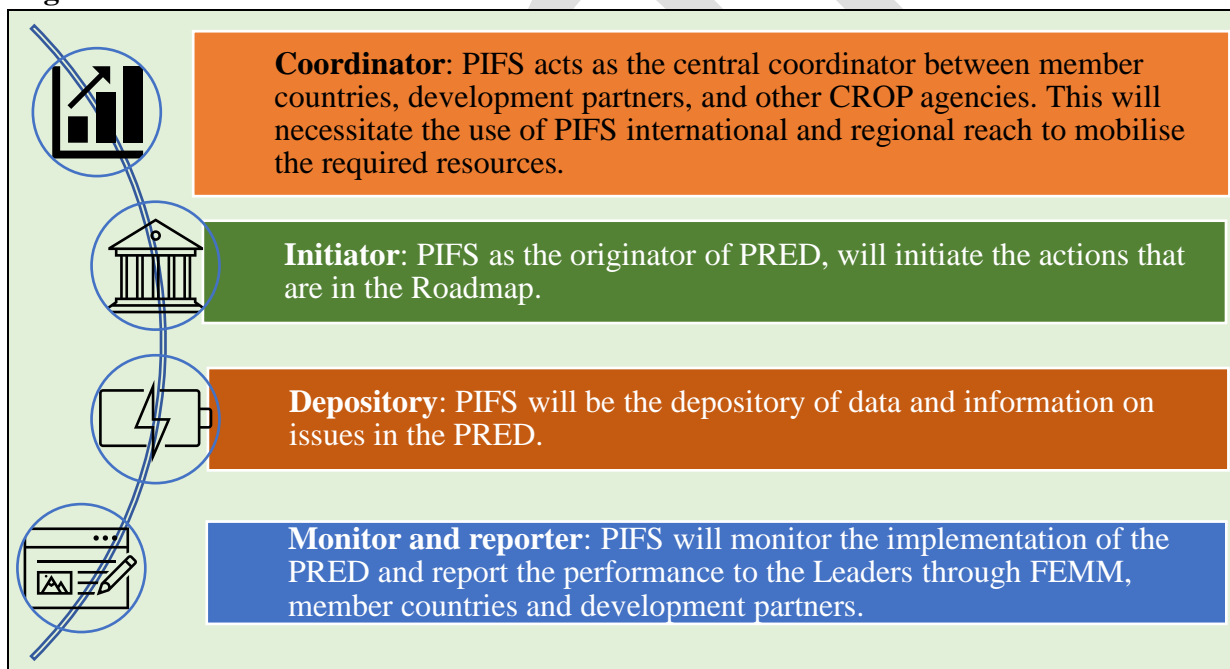 Coordinator: PIFS acts as the central coordinator between member
countries, development partners, and other CROP agencies. This will
necessitate the use of PIFS international and regional reach to mobilise
the required resources.
Initiator: PIFS as the originator of PRED, will initiate the actions that
are in the Roadmap.
Depository: PIFS will be the depository of data and information on
issues in the PRED.
Monitor and reporter: PIFS will monitor the implementation of the
PRED and report the performance to the Leaders through FEMM,
member countries and development partners.